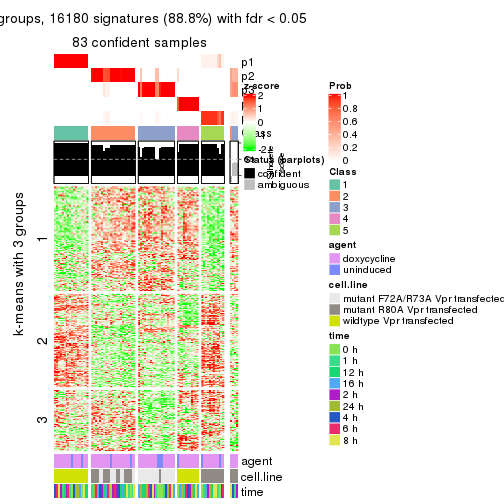 groups, 16180 signatures (88.8%) with fdr < 0.05
83 confident samples
p1
p2
z-score
2
1
0
-1
-2
Prob
1
0.8
0.6
0.4
0.2
0
Status (barplots)
confident
ambiguous
Class
1
2
3
4
5
agent
doxycycline
uninduced
cell.line
mutant F72A/R73A Vpr transfected
mutant R80A Vpr transfected
wildtype Vpr transfected
time
0 h
1 h
12 h
16 h
2 h
24 h
4 h
6 h
8 h
k-means with 3 groups
1
2
3
agent
cell.line
time